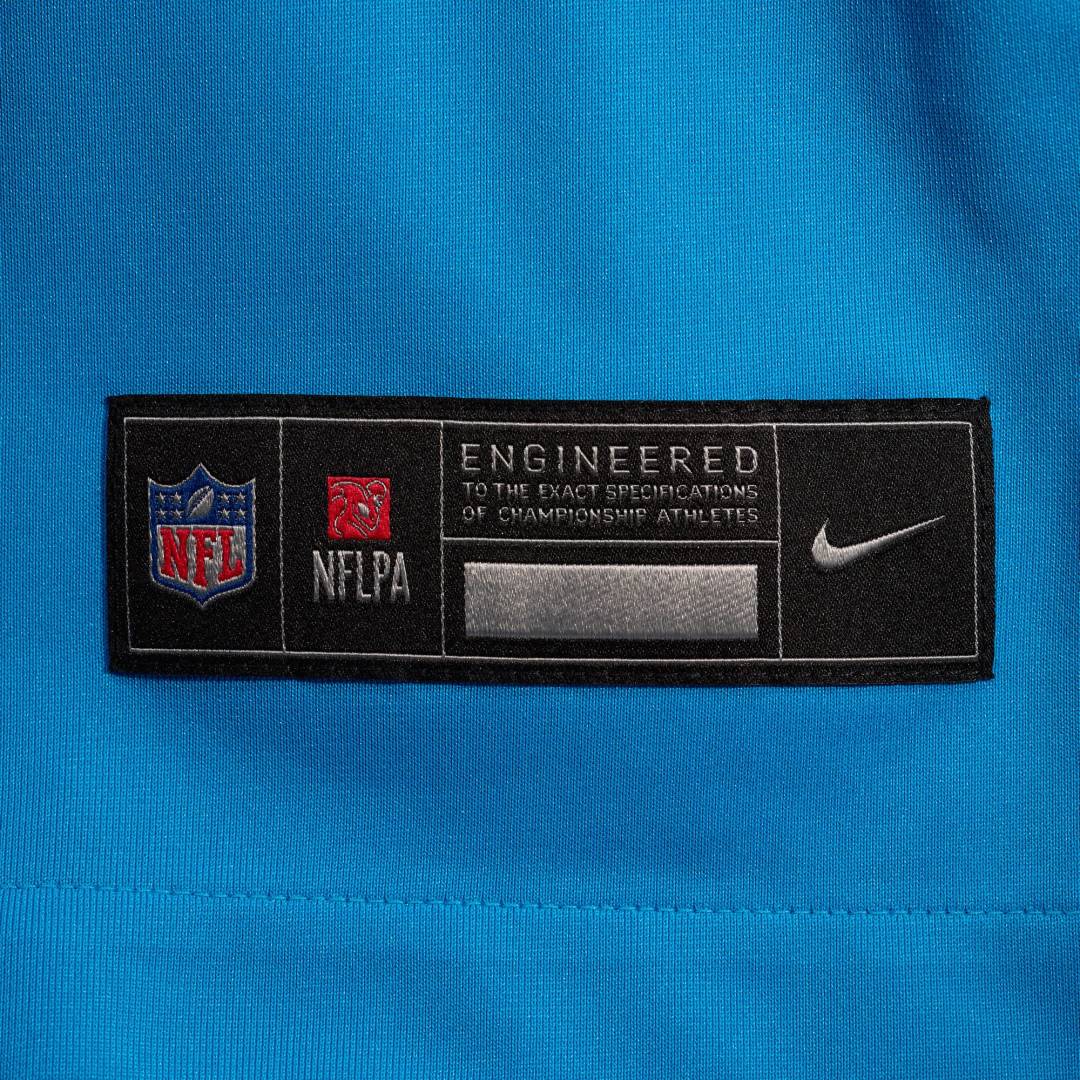 NFL
NFLPA
ENGINEERED
TO THE EXACT SPECIFICATIONS
OF CHAMPIONSHIP ATHLETES